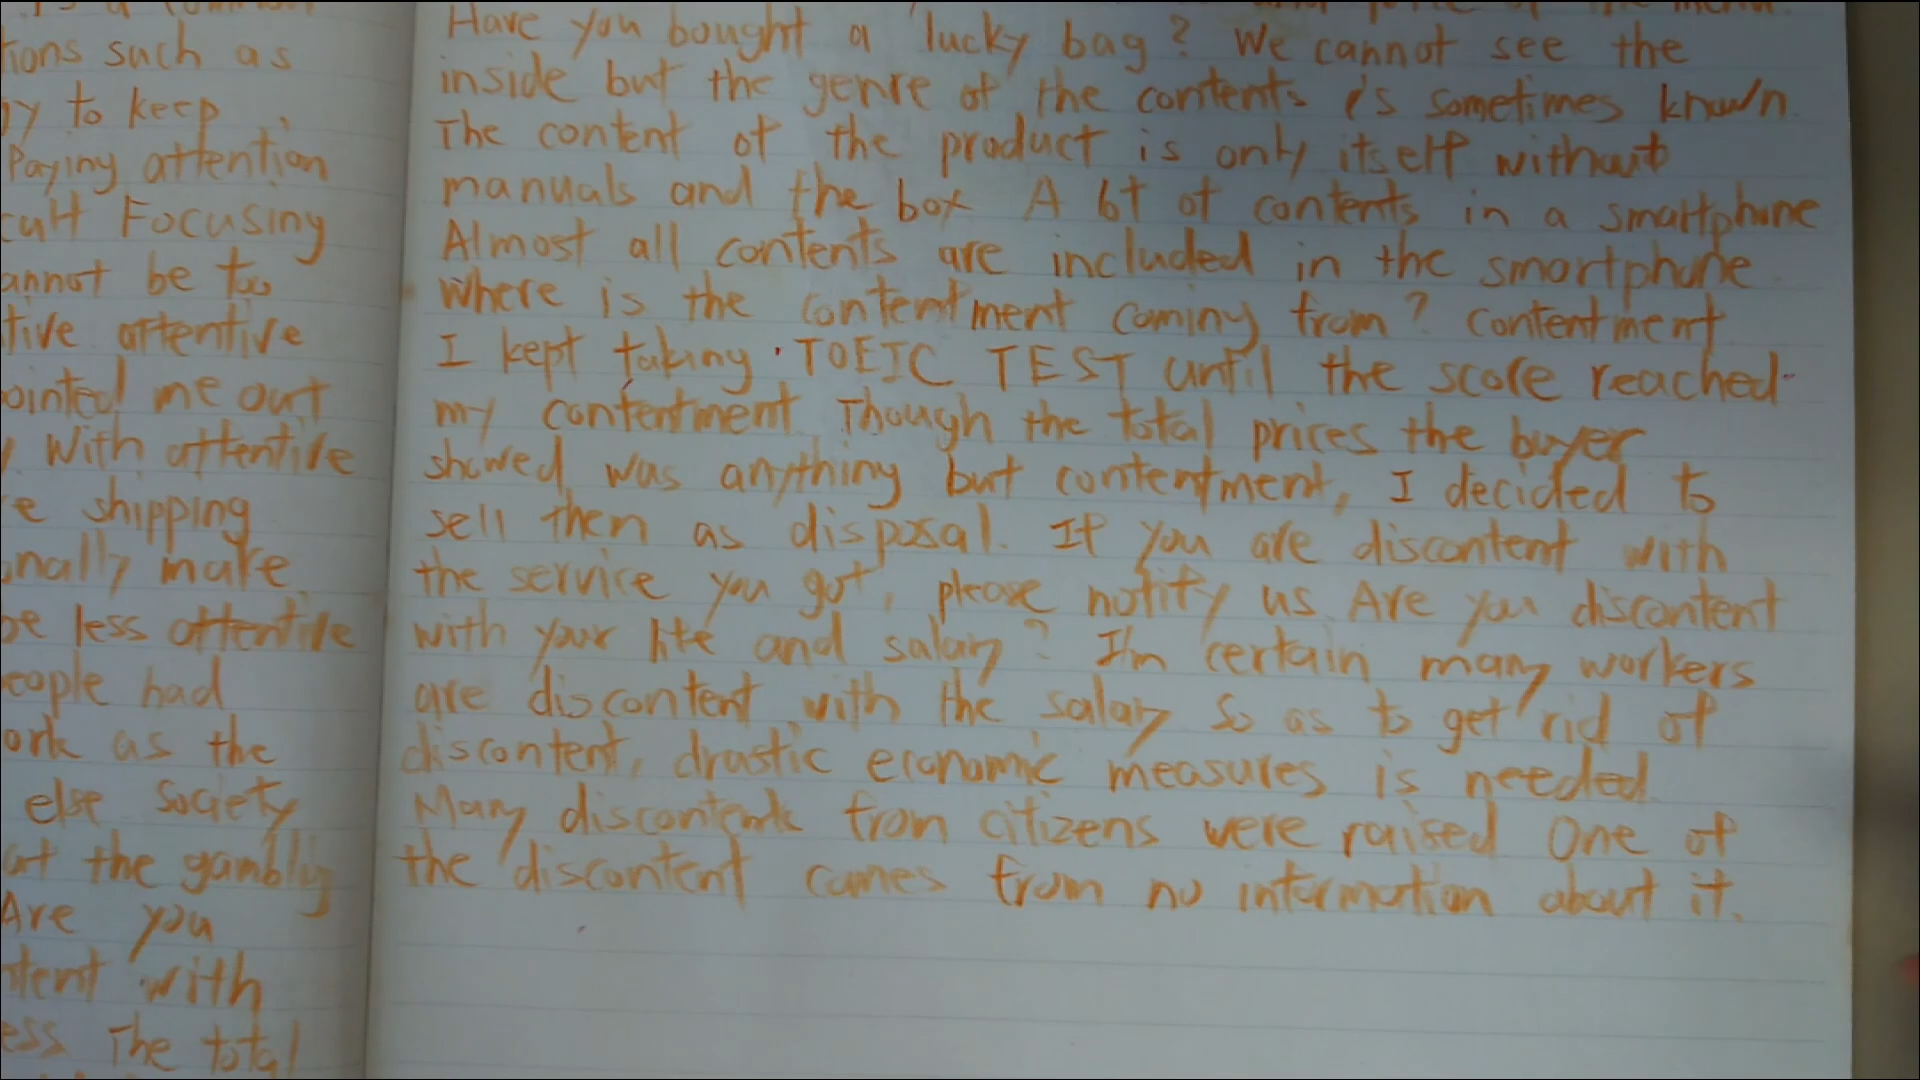 tions such as
to keep
Paying attention
Focusing
annot be too
tive attentive
ointed me out
With attentive
e shipping
nally make
be less attentive
eople had
ork as the
else society
at the gambling
Are you
tent with
ess The total
Have you bought a lucky bag? We cannot see the
inside but the genre of the contents is sometimes known.
The content of the product is only itself without
manuals and the box A lot of contents in a smartphone
Almost all contents are included in the smartphone
Where is the contentment coming from? Contentment
I kept taking TOEIC TEST until the score reached
my contentment Though the total prices the buyer
showed was anything but contentment, I decided to
sell them as disposal. If you are discontent with
the service you got, please notify us. Are you discontent
with your life and salary? I'm certain many workers
are discontent with the salary So as to get rid of
discontent, drastic economic measures is needed.
Many discontents from citizens were raised One of
the discontent comes from no information about it.